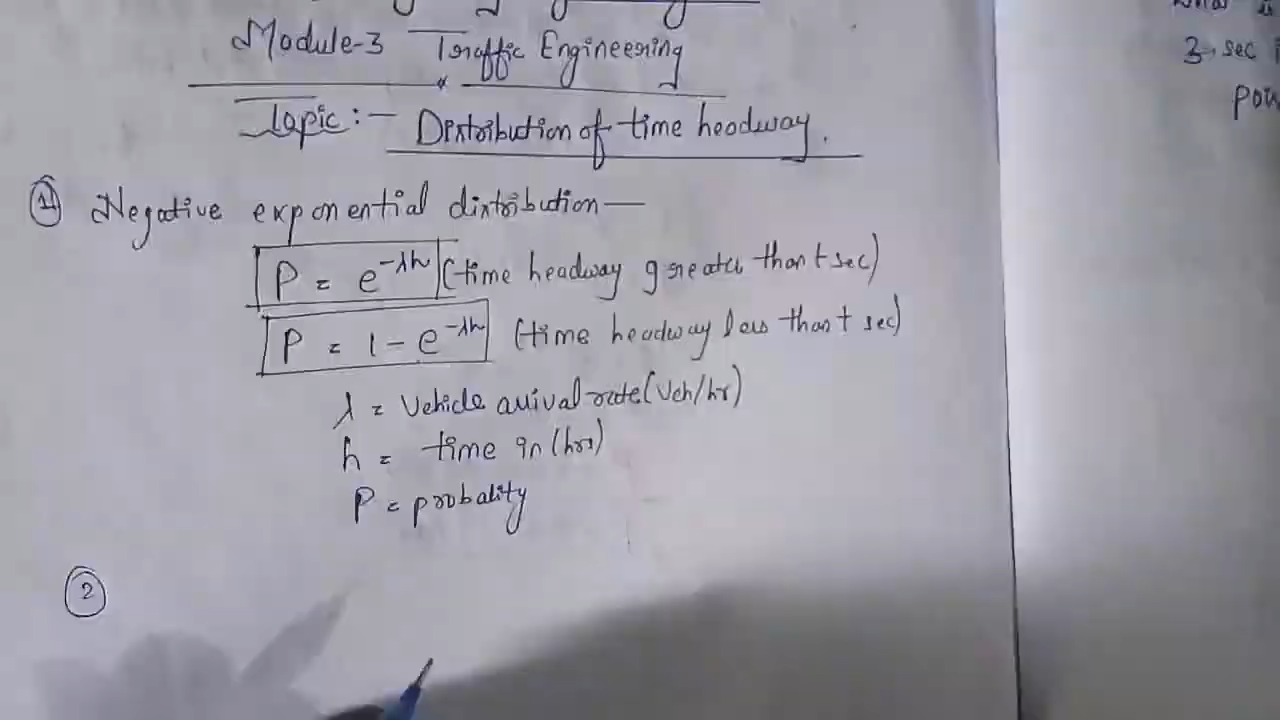 Module-3 Traffic Engineering
Topic:- Distribution of time headway.
1 Negative exponential distribution—
P = e^-λh (time headway greater than t sec)
P = 1 - e^-λh (time headway less than t sec)
λ = Vehicle arrival rate (Veh/hr)
h = time in (hrs)
P = probality
2
3 sec